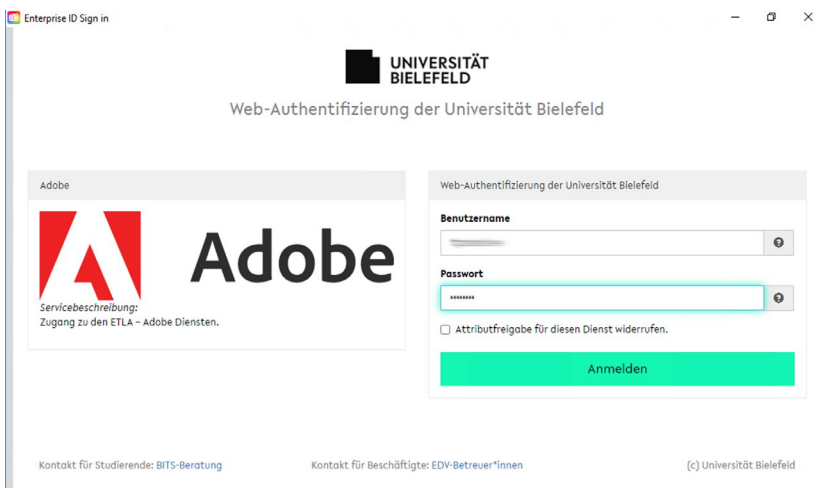 Enterprise ID Sign in
UNIVERSITÄT
BIELEFELD
Web-Authentifizierung der Universität Bielefeld
Adobe
Adobe
Servicebeschreibung:
Zugang zu den ETLA – Adobe Diensten.
Web-Authentifizierung der Universität Bielefeld
Benutzername
Passwort
••••••••
Attributfreigabe für diesen Dienst widerrufen.
Anmelden
Kontakt für Studierende: BITS-Beratung
Kontakt für Beschäftigte: EDV-Betreuer*innen
(c) Universität Bielefeld